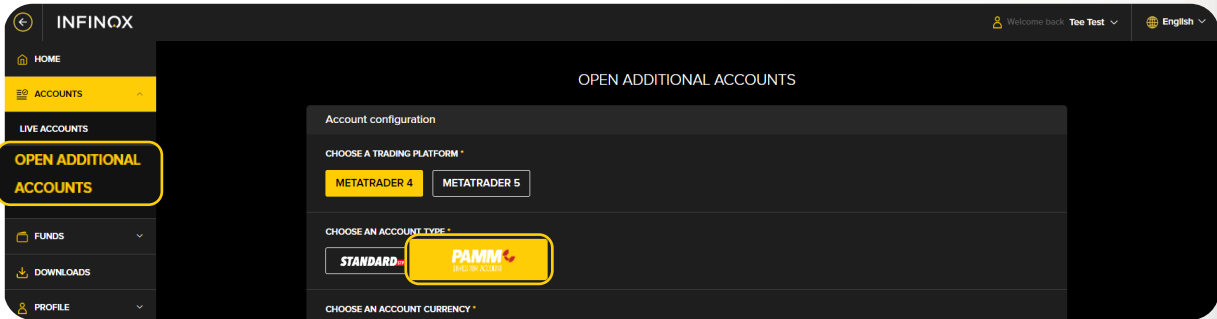 INFINOX
Welcome back Tee Test
English
HOME
ACCOUNTS
LIVE ACCOUNTS
OPEN ADDITIONAL
ACCOUNTS
FUNDS
DOWNLOADS
PROFILE
OPEN ADDITIONAL ACCOUNTS
Account configuration
CHOOSE A TRADING PLATFORM *
METATRADER 4
METATRADER 5
CHOOSE AN ACCOUNT TYPE *
STANDARD
PAMM
CHOOSE AN ACCOUNT CURRENCY *